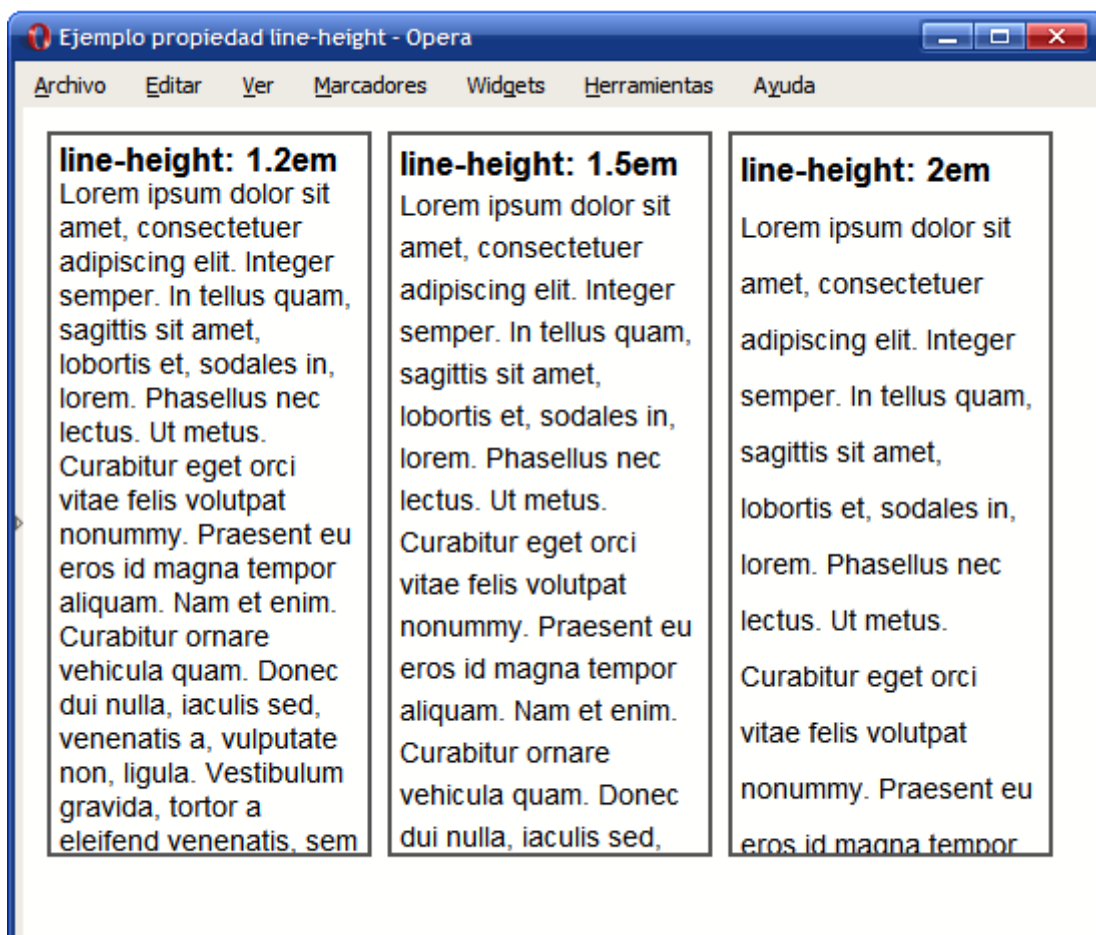 Ejemplo propiedad line-height - Opera
Archivo Editar Ver Marcadores Widgets Herramientas Ayuda
line-height: 1.2em
Lorem ipsum dolor sit
amet, consectetuer
adipiscing elit. Integer
semper. In tellus quam,
sagittis sit amet,
lobortis et, sodales in,
lorem. Phasellus nec
lectus. Ut metus.
Curabitur eget orci
vitae felis volutpat
nonummy. Praesent eu
eros id magna tempor
aliquam. Nam et enim.
Curabitur ornare
vehicula quam. Donec
dui nulla, iaculis sed,
venenatis a, vulputate
non, ligula. Vestibulum
gravida, tortor a
eleifend venenatis, sem
line-height: 1.5em
Lorem ipsum dolor sit
amet, consectetuer
adipiscing elit. Integer
semper. In tellus quam,
sagittis sit amet,
lobortis et, sodales in,
lorem. Phasellus nec
lectus. Ut metus.
Curabitur eget orci
vitae felis volutpat
nonummy. Praesent eu
eros id magna tempor
aliquam. Nam et enim.
Curabitur ornare
vehicula quam. Donec
dui nulla, iaculis sed,
line-height: 2em
Lorem ipsum dolor sit
amet, consectetuer
adipiscing elit. Integer
semper. In tellus quam,
sagittis sit amet,
lobortis et, sodales in,
lorem. Phasellus nec
lectus. Ut metus.
Curabitur eget orci
vitae felis volutpat
nonummy. Praesent eu
eros id magna tempor